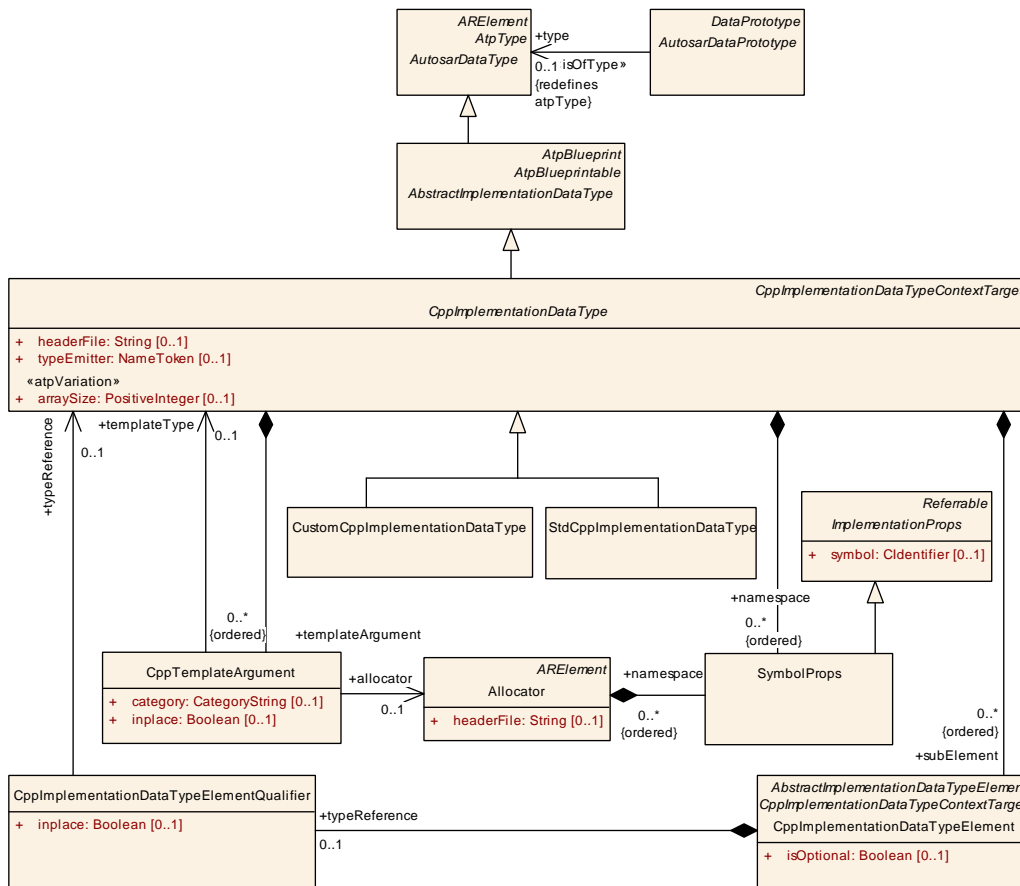 ARElement
AtpType
AutosarDataType
DataPrototype
AutosarDataPrototype
+type
0..1 isOfType»
{redefines
atpType}
AtpBlueprint
AtpBlueprintable
AbstractImplementationDataType
CppImplementationDataTypeContextTarge
CppImplementationDataType
+ headerFile: String [0..1]
+ typeEmitter: NameToken [0..1]
«atpVariation»
+ arraySize: PositiveInteger [0..1]
+typeReference
0..1
+templateType
0..1
CustomCppImplementationDataType
StdCppImplementationDataType
Referrable
ImplementationProps
+ symbol: CIdentifier [0..1]
0..*
{ordered}
+templateArgument
+namespace
0..*
{ordered}
CppTemplateArgument
+ category: CategoryString [0..1]
+ inplace: Boolean [0..1]
+allocator
0..1
ARElement
Allocator
+ headerFile: String [0..1]
+namespace
0..*
{ordered}
SymbolProps
0..*
{ordered}
+subElement
CppImplementationDataTypeElementQualifier
+ inplace: Boolean [0..1]
+typeReference
0..1
AbstractImplementationDataTypeElemen
CppImplementationDataTypeContextTarge
CppImplementationDataTypeElement
+ isOptional: Boolean [0..1]